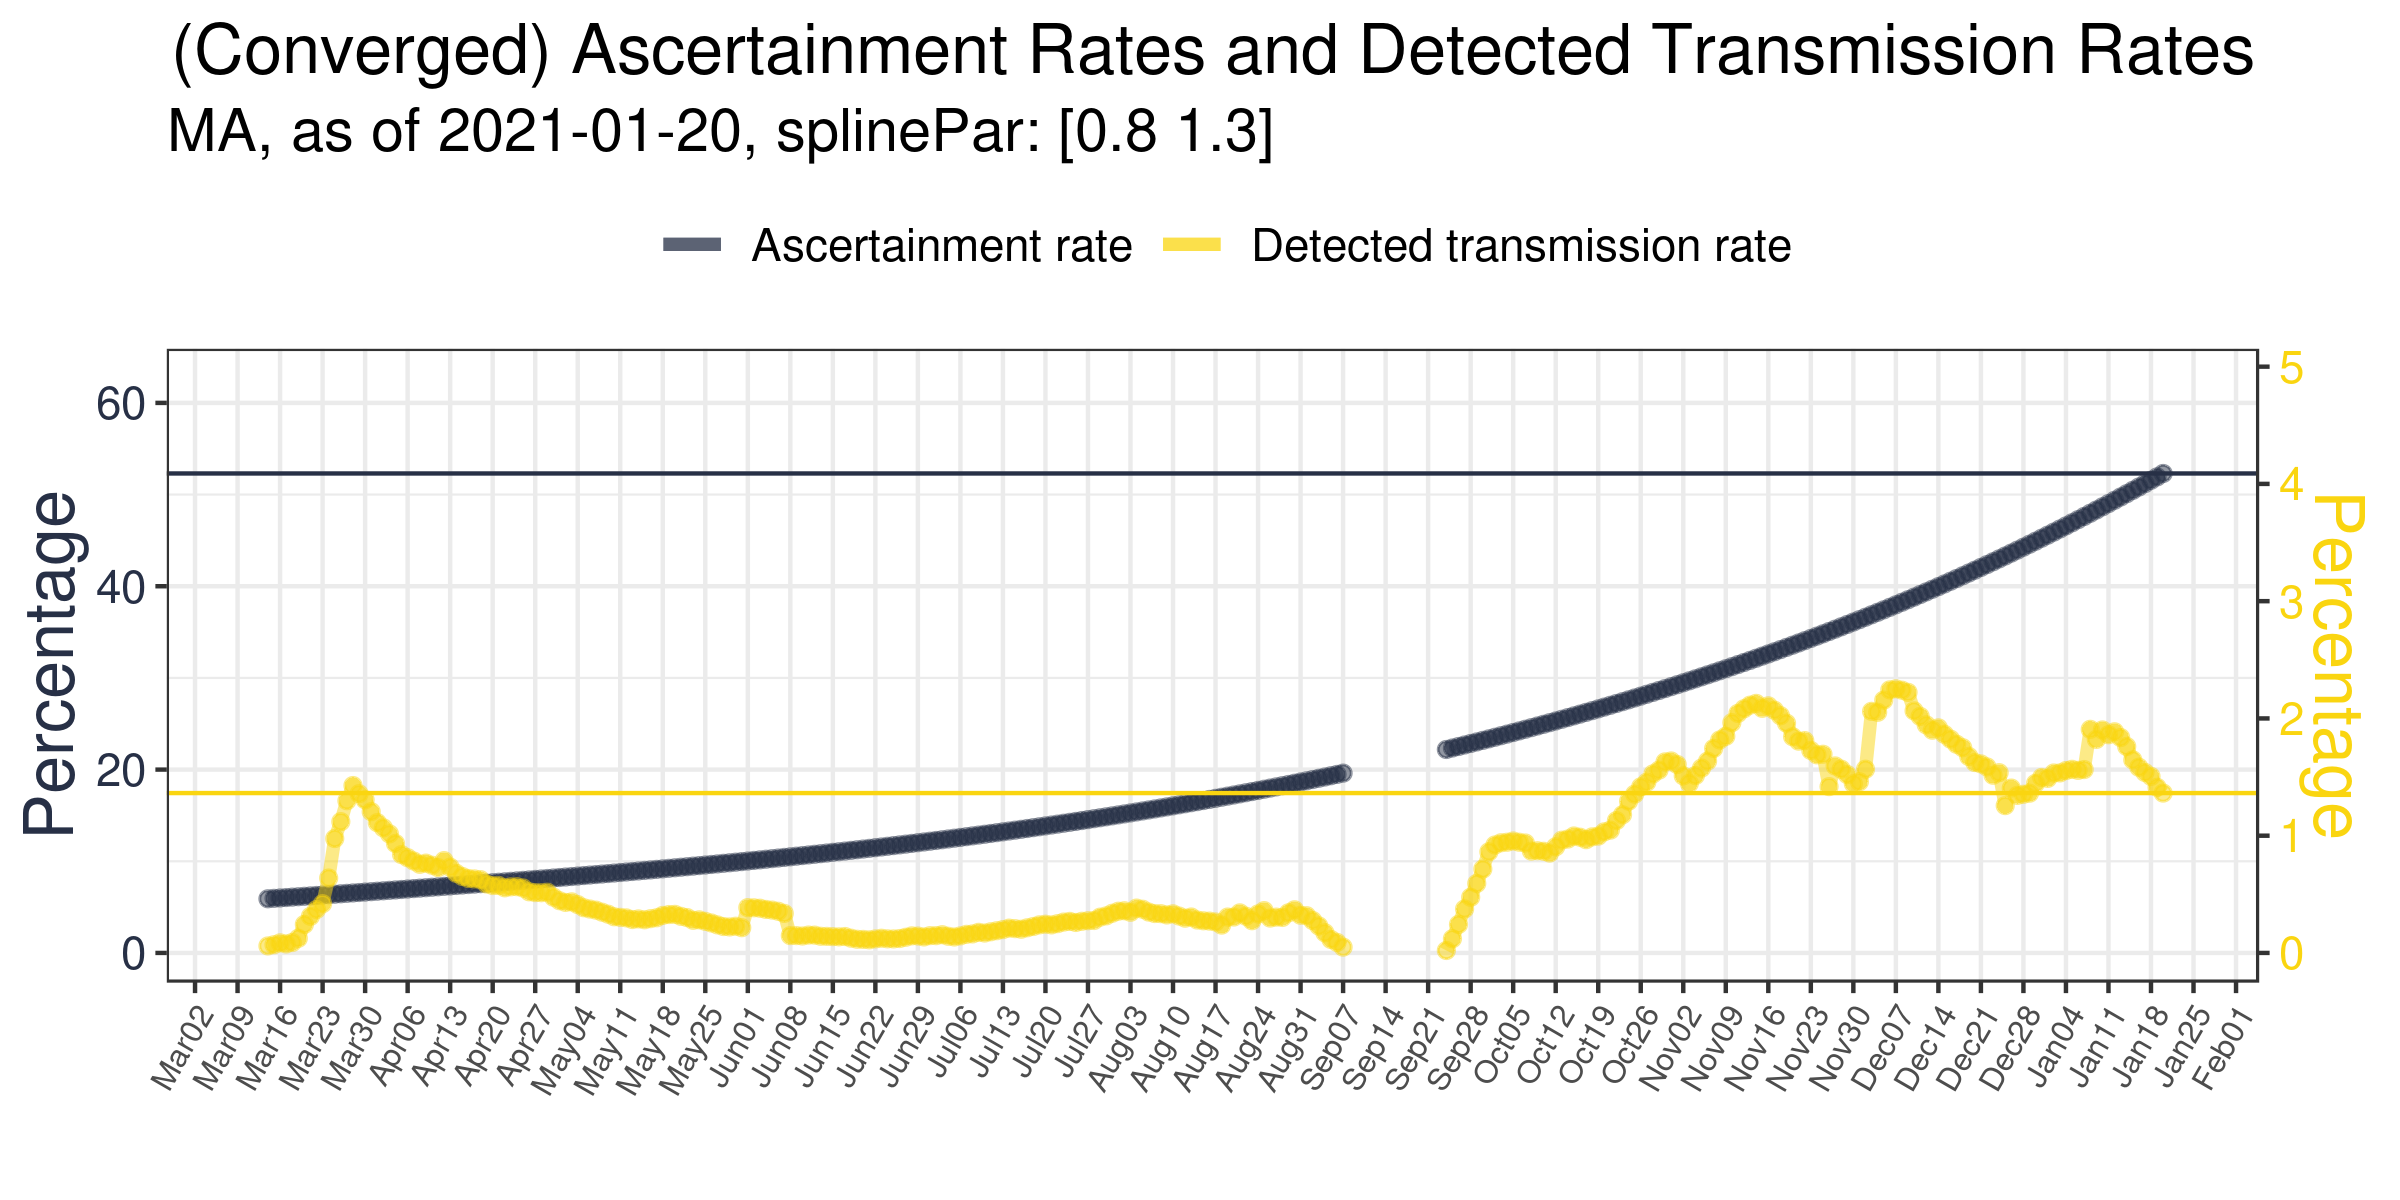 (Converged) Ascertainment Rates and Detected Transmission Rates
MA, as of 2021-01-20, splinePar: [0.8 1.3]
Ascertainment rate Detected transmission rate
Percentage
60
40
20
0
5
4
3
2
1
0
Percentage
Mar02 Mar09 Mar16 Mar23 Mar30 Apr06 Apr13 Apr20 Apr27 May04 May11 May18 May25 Jun01 Jun08 Jun15 Jun22 Jun29 Jul06 Jul13 Jul20 Jul27 Aug03 Aug10 Aug17 Aug24 Aug31 Sep07 Sep14 Sep21 Sep28 Oct05 Oct12 Oct19 Oct26 Nov02 Nov09 Nov16 Nov23 Nov30 Dec07 Dec14 Dec21 Dec28 Jan04 Jan11 Jan18 Jan25 Feb01